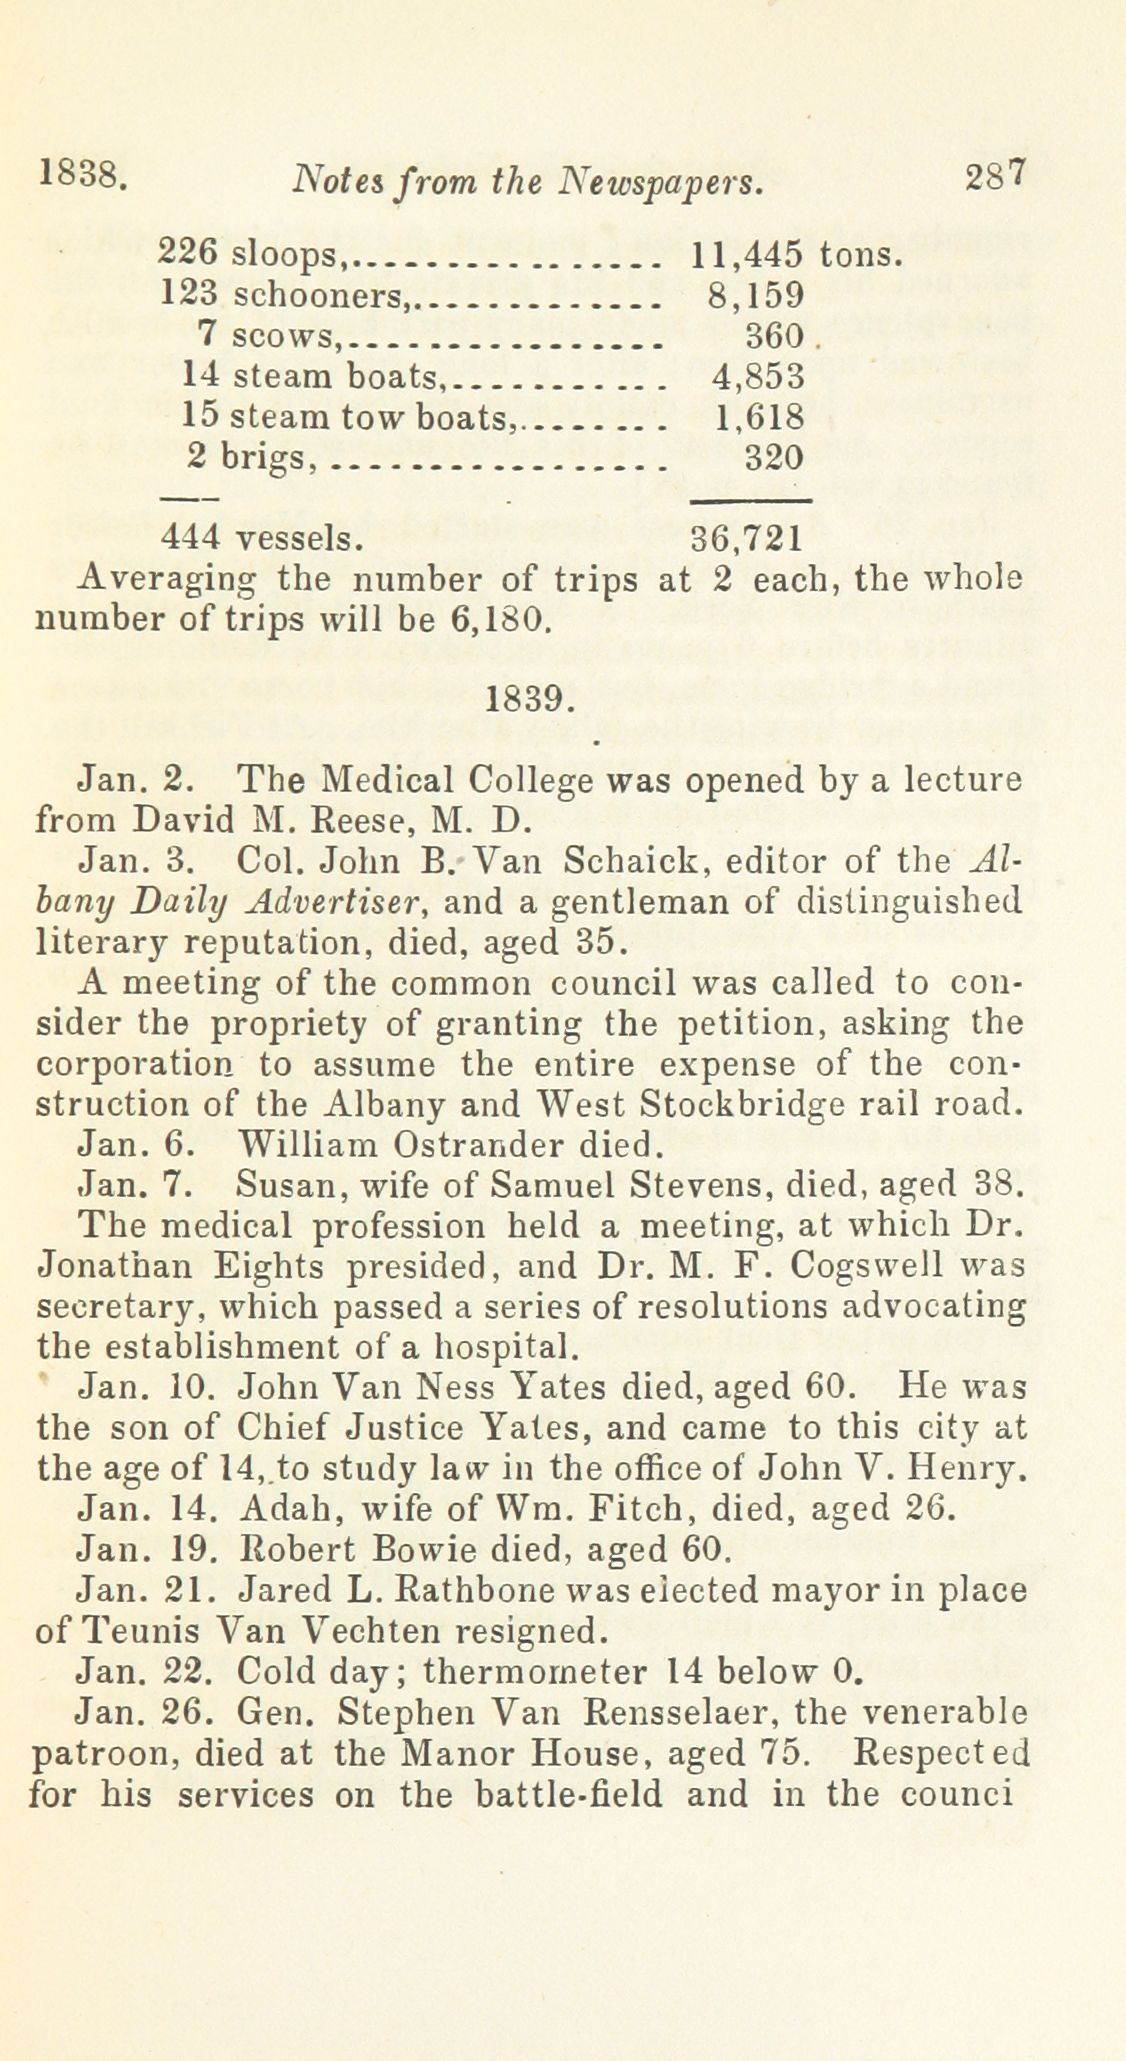 1838. Notes from the Newspapers. 287
226 sloops,................ 11,445 tons.
123 schooners,............. 8,159
7 scows,................ 360
14 steam boats,............ 4,853
15 steam tow boats,........ 1,618
2 brigs, ................. 320
444 vessels. 36,721
Averaging the number of trips at 2 each, the whole
number of trips will be 6,180.
1839.
Jan. 2. The Medical College was opened by a lecture
from David M. Reese, M. D.
Jan. 3. Col. John B. Van Schaick, editor of the Al-
bany Daily Advertiser, and a gentleman of distinguished
literary reputation, died, aged 35.
A meeting of the common council was called to con-
sider the propriety of granting the petition, asking the
corporation to assume the entire expense of the con-
struction of the Albany and West Stockbridge rail road.
Jan. 6. William Ostrander died.
Jan. 7. Susan, wife of Samuel Stevens, died, aged 38.
The medical profession held a meeting, at which Dr.
Jonathan Eights presided, and Dr. M. F. Cogswell was
secretary, which passed a series of resolutions advocating
the establishment of a hospital.
Jan. 10. John Van Ness Yates died, aged 60. He was
the son of Chief Justice Yates, and came to this city at
the age of 14, to study law in the office of John V. Henry.
Jan. 14. Adah, wife of Wm. Fitch, died, aged 26.
Jan. 19. Robert Bowie died, aged 60.
Jan. 21. Jared L. Rathbone was elected mayor in place
of Teunis Van Vechten resigned.
Jan. 22. Cold day; thermometer 14 below 0.
Jan. 26. Gen. Stephen Van Rensselaer, the venerable
patroon, died at the Manor House, aged 75. Respected
for his services on the battle-field and in the counci